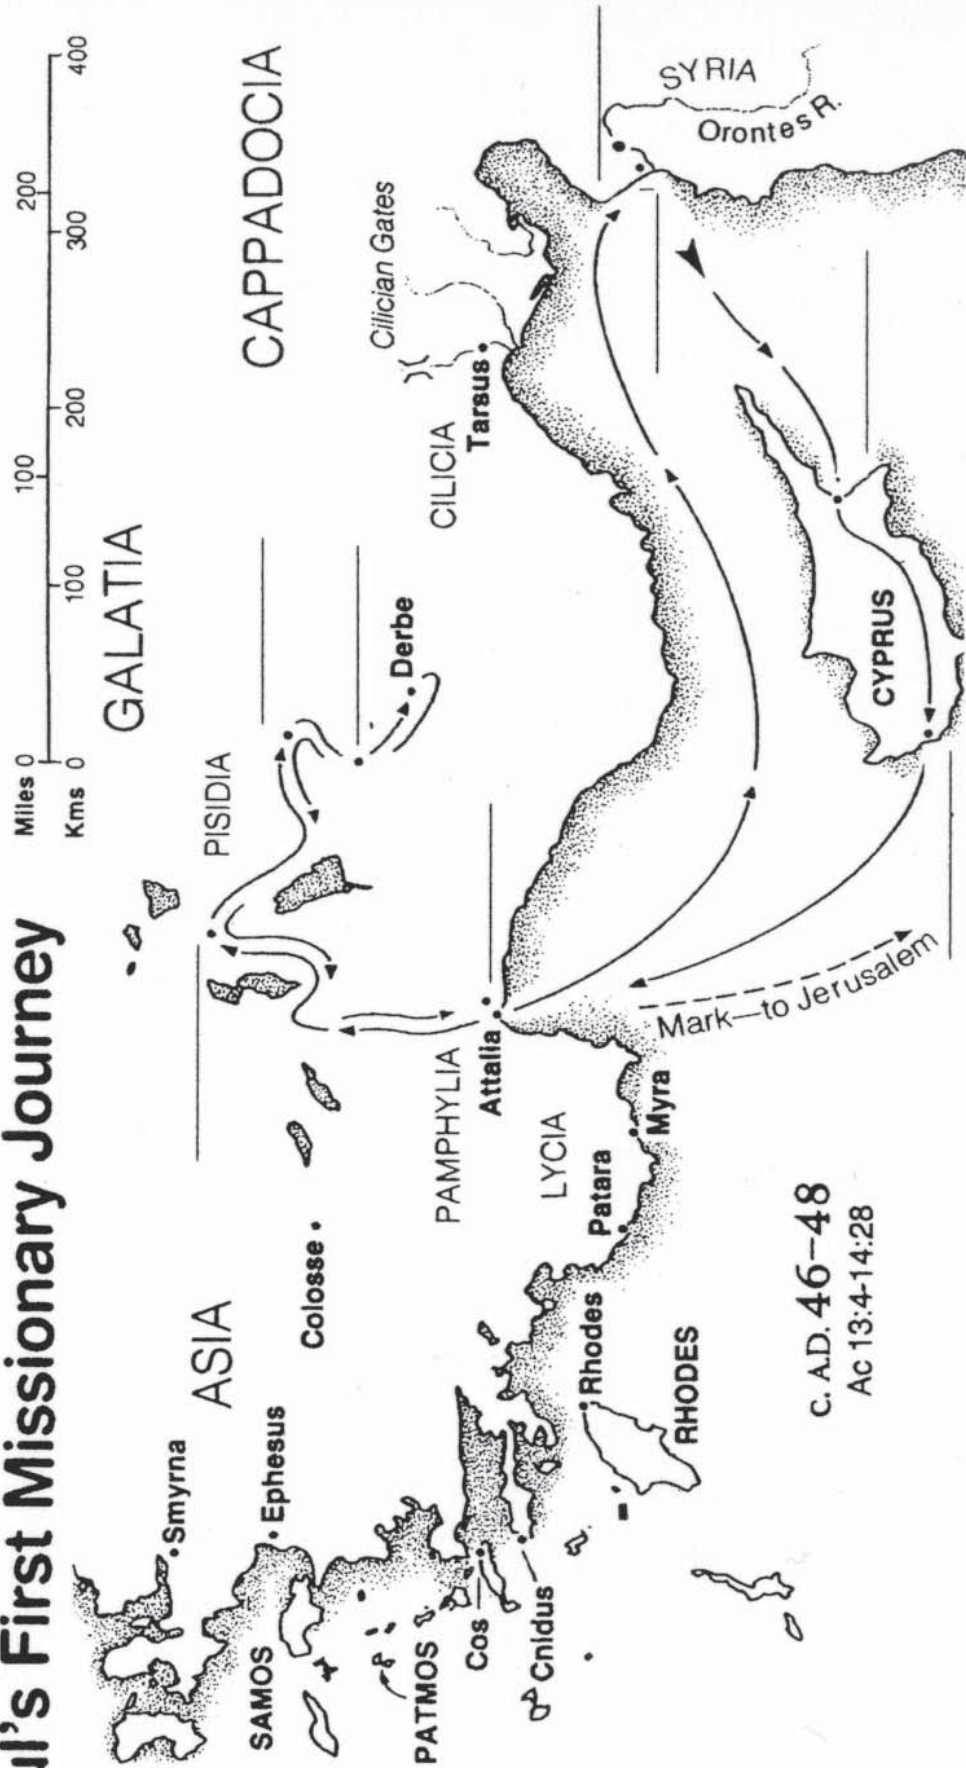 ul's First Missionary Journey
Miles 0 100 200
Kms 0 100 200 300 400
GALATIA
CAPPADOCIA
PISIDIA
ASIA
Smyrna
Ephesus
Colosse
SAMOS
PATMOS
Cos
Cnidus
Rhodes
RHODES
Patara
Myra
LYCIA
PAMPHYLIA
Attalia
Derbe
CILICIA
Tarsus
Cilician Gates
SYRIA
Orontes R.
CYPRUS
Mark—to Jerusalem
C. A.D. 46–48
Ac 13:4-14:28